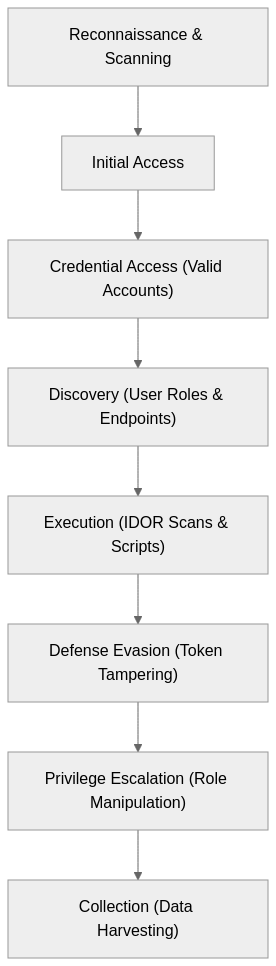 Reconnaissance &
Scanning
Initial Access
Credential Access (Valid
Accounts)
Discovery (User Roles &
Endpoints)
Execution (IDOR Scans &
Scripts)
Defense Evasion (Token
Tampering)
Privilege Escalation (Role
Manipulation)
Collection (Data
Harvesting)